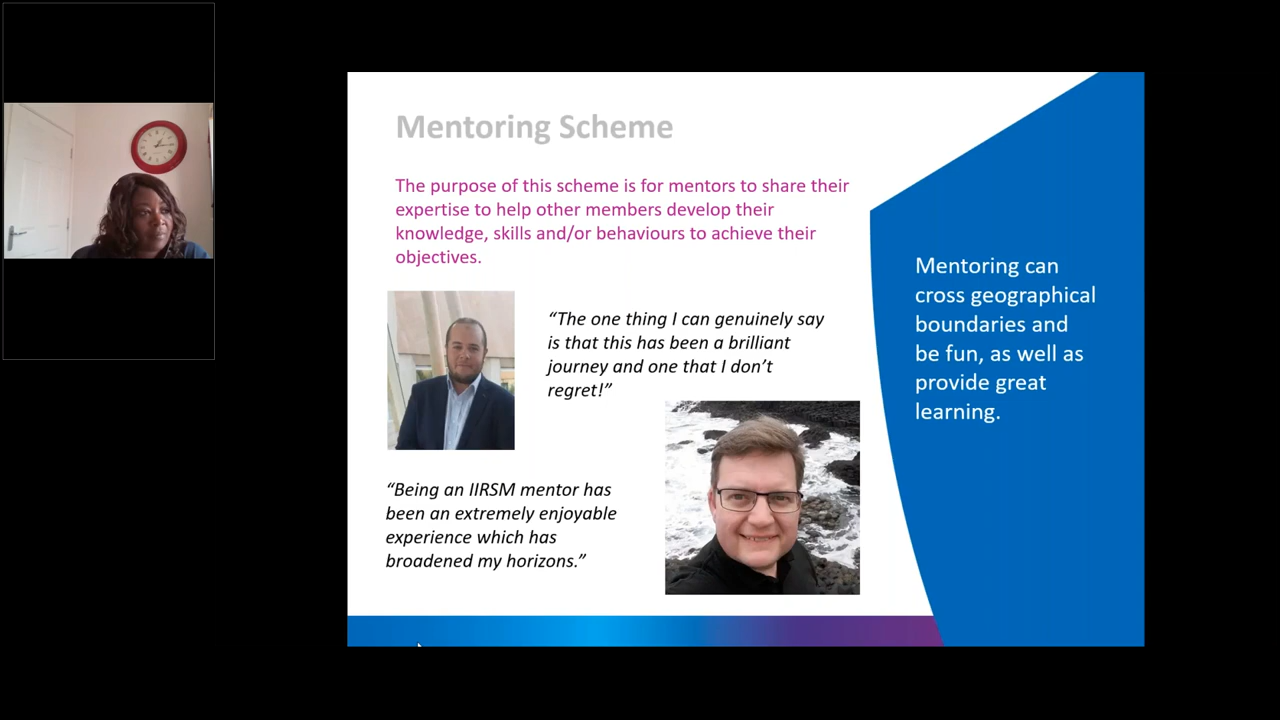 Mentoring Scheme
The purpose of this scheme is for mentors to share their
expertise to help other members develop their
knowledge, skills and/or behaviours to achieve their
objectives.
“The one thing I can genuinely say
is that this has been a brilliant
journey and one that I don’t
regret!”
“Being an IIRSM mentor has
been an extremely enjoyable
experience which has
broadened my horizons.”
Mentoring can
cross geographical
boundaries and
be fun, as well as
provide great
learning.